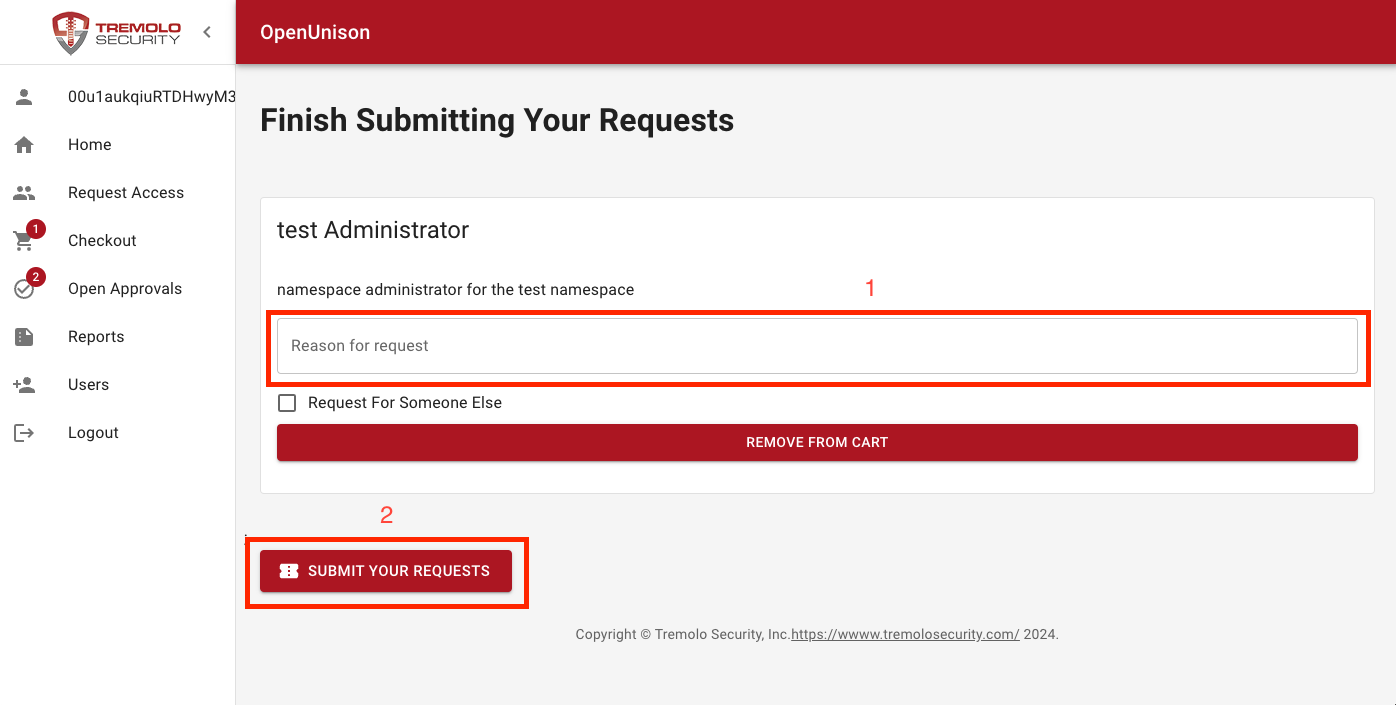 TREMOLO
SECURITY
OpenUnison
00u1aukqiuRTDHwyM3
Home
Request Access
1
Checkout
2
Open Approvals
Reports
Users
Logout
Finish Submitting Your Requests
test Administrator
namespace administrator for the test namespace
1
Reason for request
Request For Someone Else
REMOVE FROM CART
2
SUBMIT YOUR REQUESTS
Copyright © Tremolo Security, Inc.https://wwww.tremolosecurity.com/ 2024.